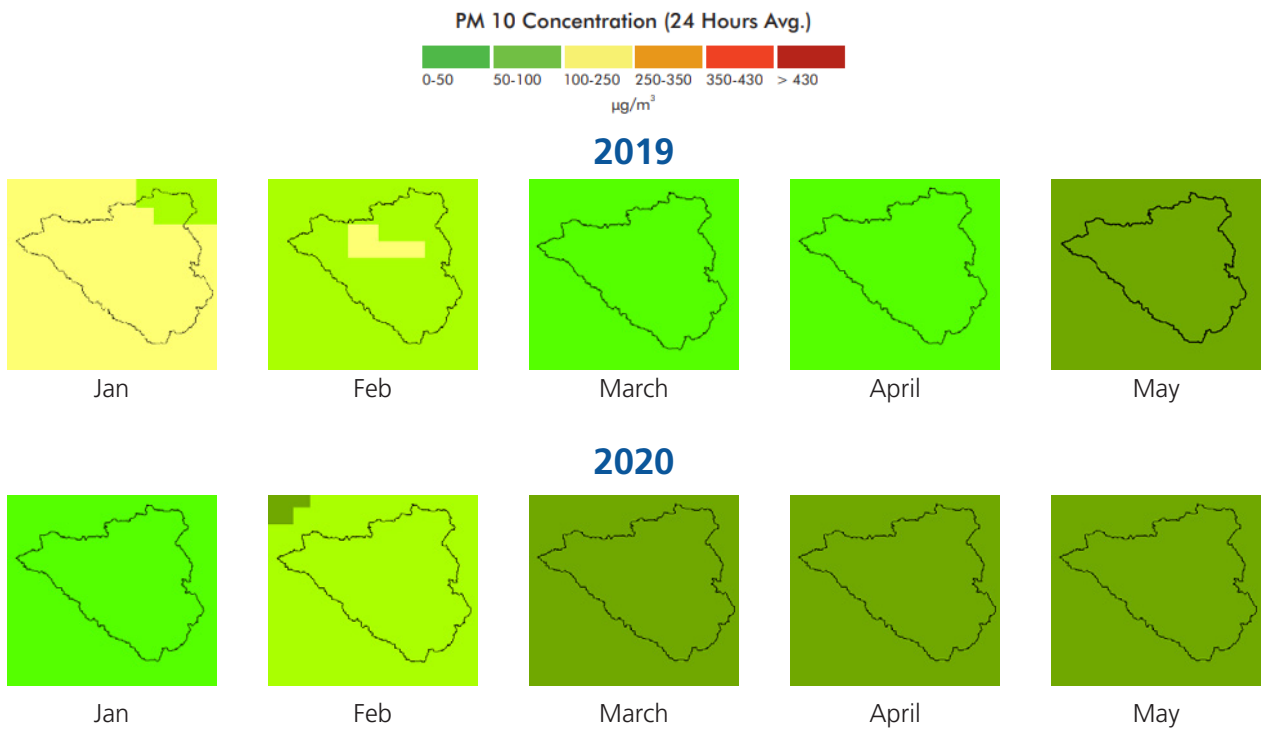 PM 10 Concentration (24 Hours Avg.)
0-50 50-100 100-250 250-350 350-430 > 430
µg/m³
2019
Jan Feb March April May
2020
Jan Feb March April May